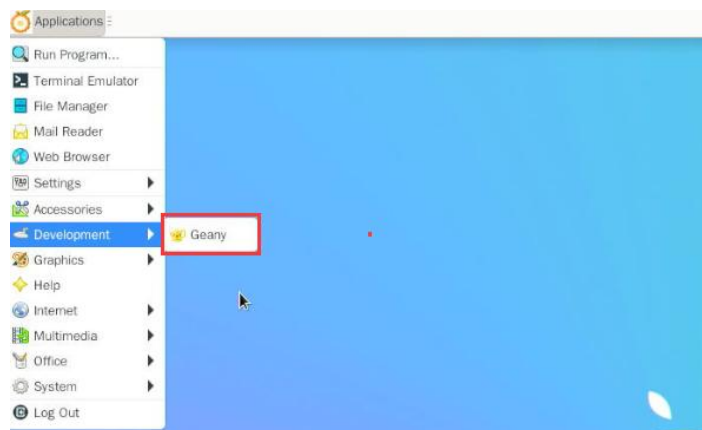 Applications
Run Program...
Terminal Emulator
File Manager
Mail Reader
Web Browser
Settings
Accessories
Development
Geany
Graphics
Help
Internet
Multimedia
Office
System
Log Out